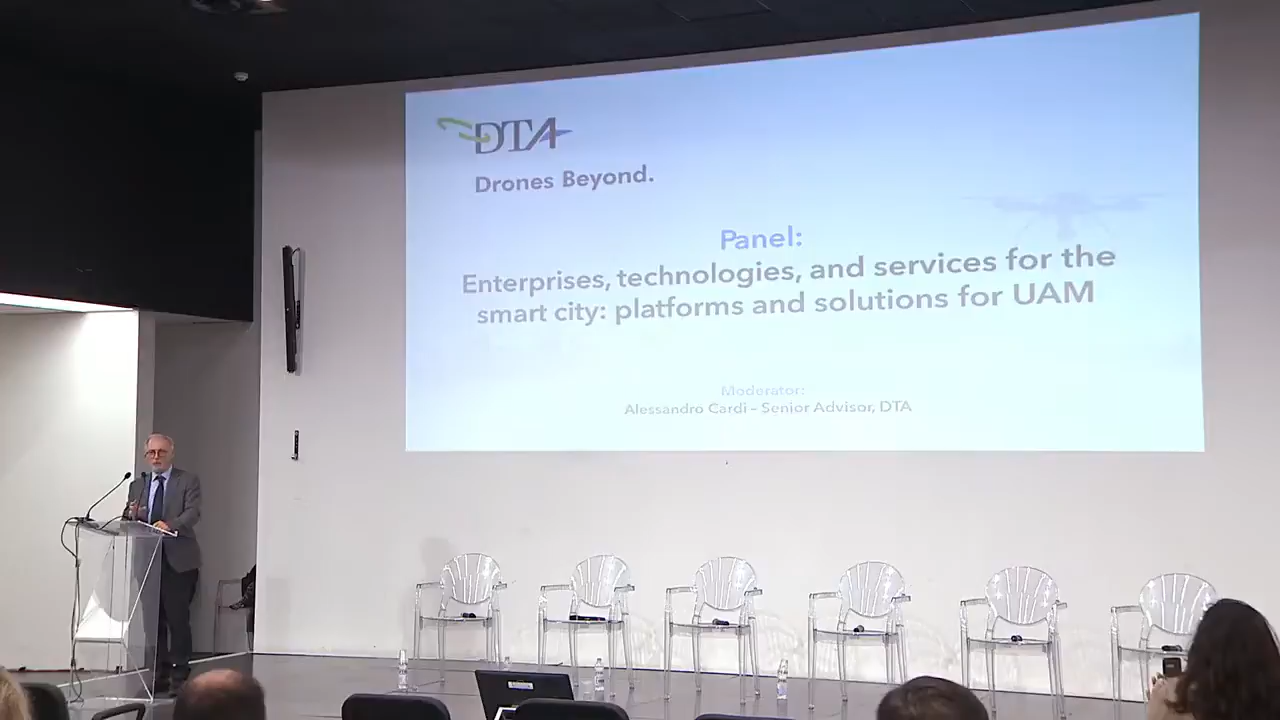 DTA
Drones Beyond.
Panel:
Enterprises, technologies, and services for the
smart city: platforms and solutions for UAM
Moderator:
Alessandro Cardi – Senior Advisor, DTA